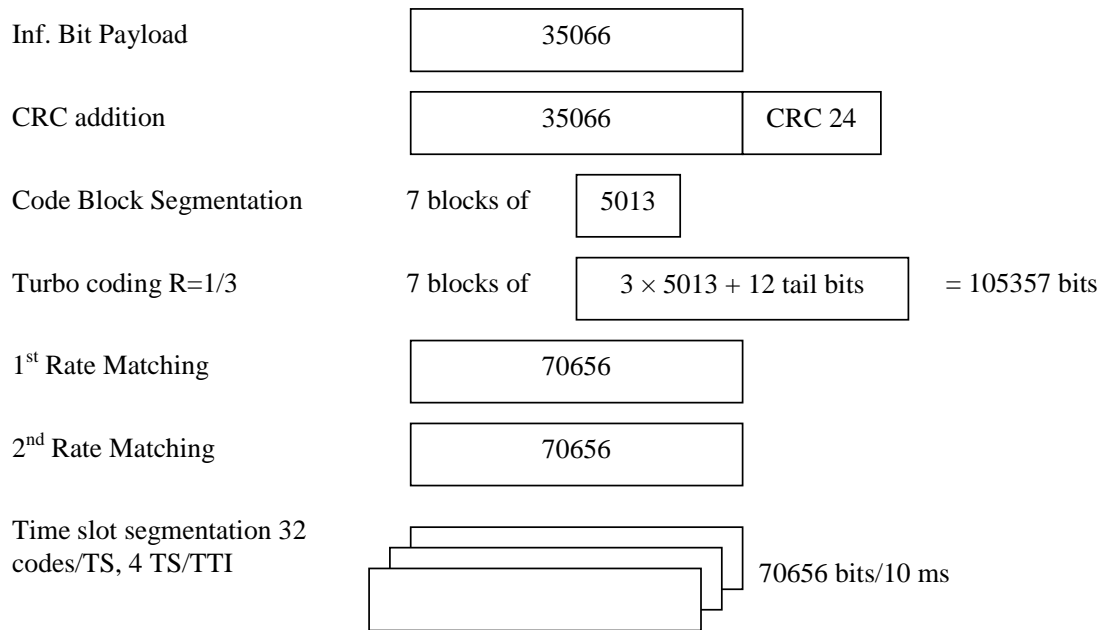 Inf. Bit Payload 35066
CRC addition 35066 CRC 24
Code Block Segmentation 7 blocks of 5013
Turbo coding R=1/3 7 blocks of 3 × 5013 + 12 tail bits = 105357 bits
1st Rate Matching 70656
2nd Rate Matching 70656
Time slot segmentation 32
codes/TS, 4 TS/TTI 70656 bits/10 ms